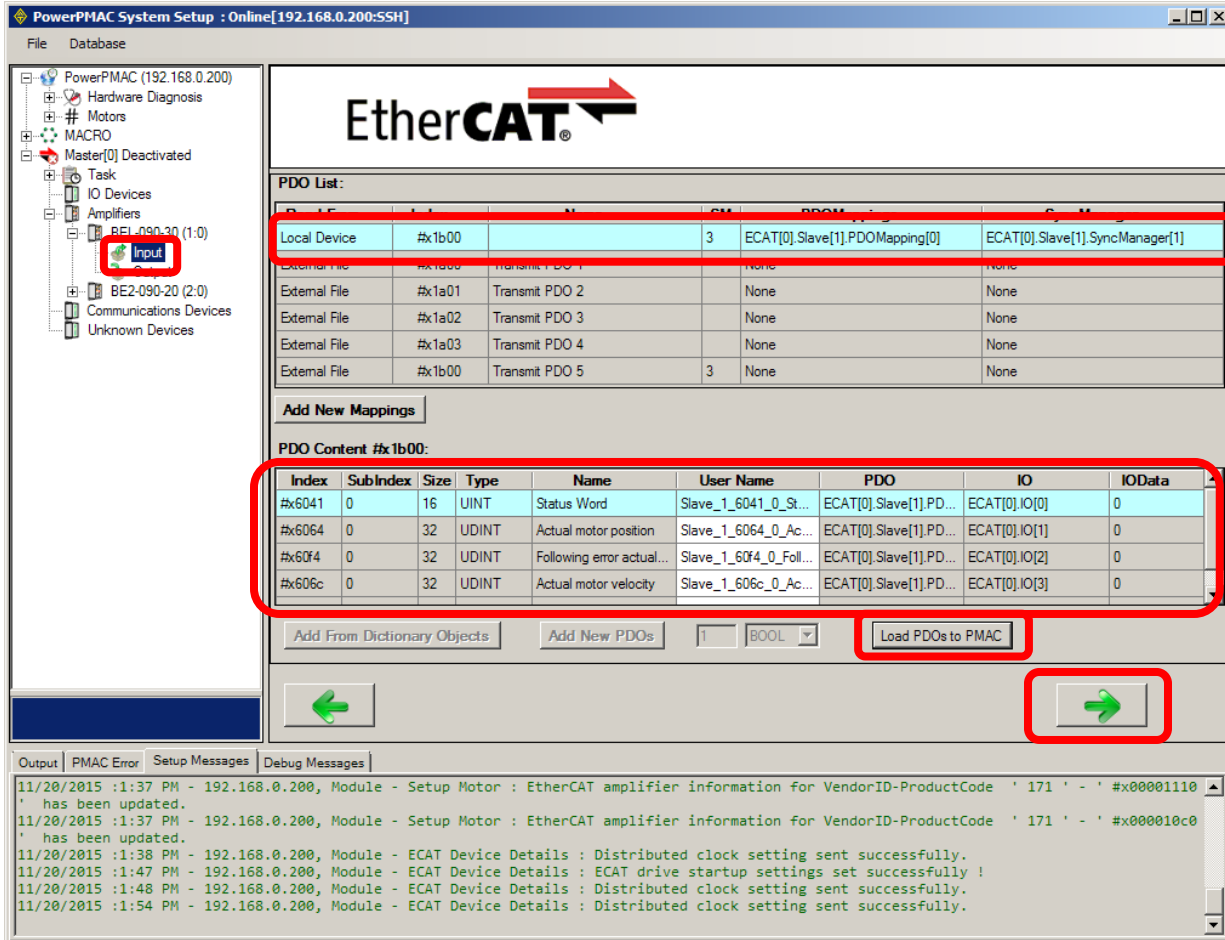 PowerPMAC System Setup : Online[192.168.0.200:SSH]
File Database
PowerPMAC (192.168.0.200)
Hardware Diagnosis
Motors
MACRO
Master[0] Deactivated
Task
IO Devices
Amplifiers
BEL-090-30 (1:0)
Input
Output
BE2-090-20 (2:0)
Communications Devices
Unknown Devices
EtherCAT®
PDO List:
Local Device #x1b00 3 ECAT[0].Slave[1].PDOMapping[0] ECAT[0].Slave[1].SyncManager[1]
External File #x1a00 Transmit PDO 1 None None
External File #x1a01 Transmit PDO 2 None None
External File #x1a02 Transmit PDO 3 None None
External File #x1a03 Transmit PDO 4 None None
External File #x1b00 Transmit PDO 5 3 None None
Add New Mappings
PDO Content #x1b00:
Index SubIndex Size Type Name User Name PDO IO IOData
#x6041 0 16 UINT Status Word Slave_1_6041_0_St... ECAT[0].Slave[1].PD... ECAT[0].IO[0] 0
#x6064 0 32 UDINT Actual motor position Slave_1_6064_0_Ac... ECAT[0].Slave[1].PD... ECAT[0].IO[1] 0
#x60f4 0 32 UDINT Following error actual... Slave_1_60f4_0_Foll... ECAT[0].Slave[1].PD... ECAT[0].IO[2] 0
#x606c 0 32 UDINT Actual motor velocity Slave_1_606c_0_Ac... ECAT[0].Slave[1].PD... ECAT[0].IO[3] 0
Add From Dictionary Objects Add New PDOs 1 BOOL Load PDOs to PMAC
Output PMAC Error Setup Messages Debug Messages
11/20/2015 :1:37 PM - 192.168.0.200, Module - Setup Motor : EtherCAT amplifier information for VendorID-ProductCode ' 171 ' - ' #x00001110
' has been updated.
11/20/2015 :1:37 PM - 192.168.0.200, Module - Setup Motor : EtherCAT amplifier information for VendorID-ProductCode ' 171 ' - ' #x000010c0
' has been updated.
11/20/2015 :1:38 PM - 192.168.0.200, Module - ECAT Device Details : Distributed clock setting sent successfully.
11/20/2015 :1:47 PM - 192.168.0.200, Module - ECAT Device Details : ECAT drive startup settings set successfully !
11/20/2015 :1:48 PM - 192.168.0.200, Module - ECAT Device Details : Distributed clock setting sent successfully.
11/20/2015 :1:54 PM - 192.168.0.200, Module - ECAT Device Details : Distributed clock setting sent successfully.